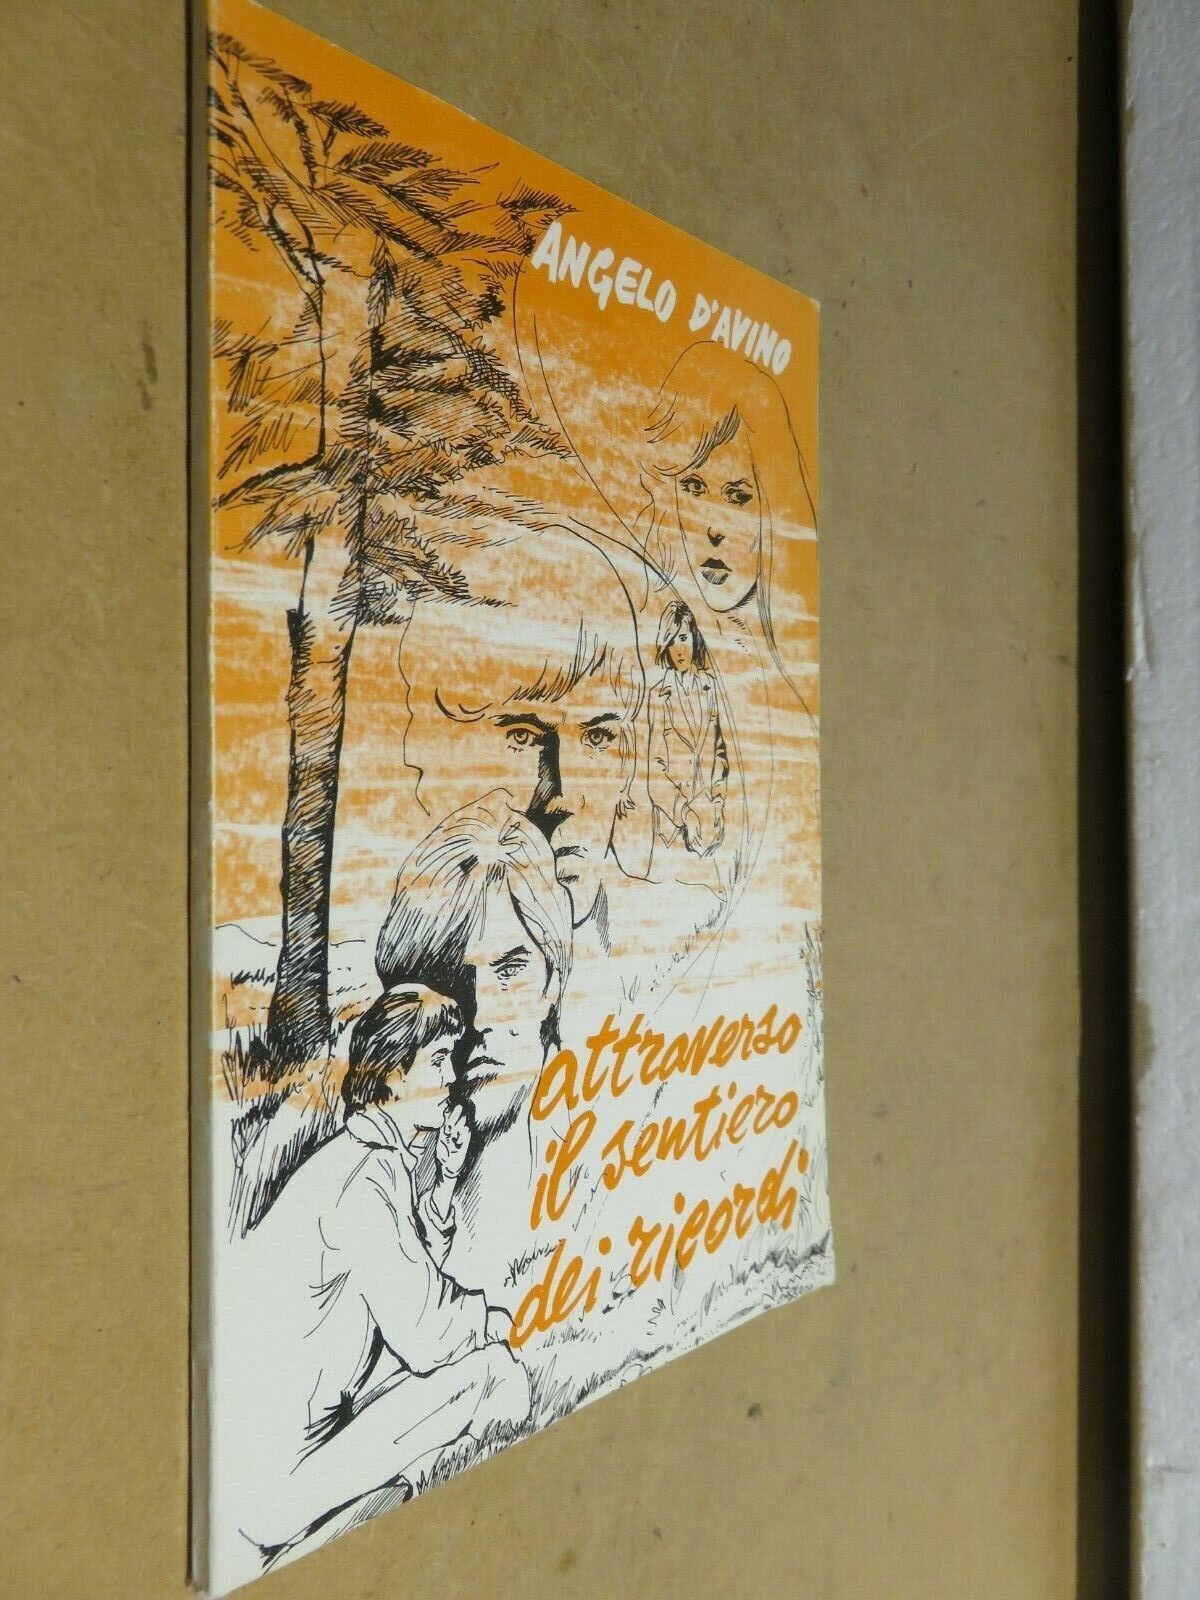 ANGELO D'AVINO
attraverso
il sentiero
dei ricordi